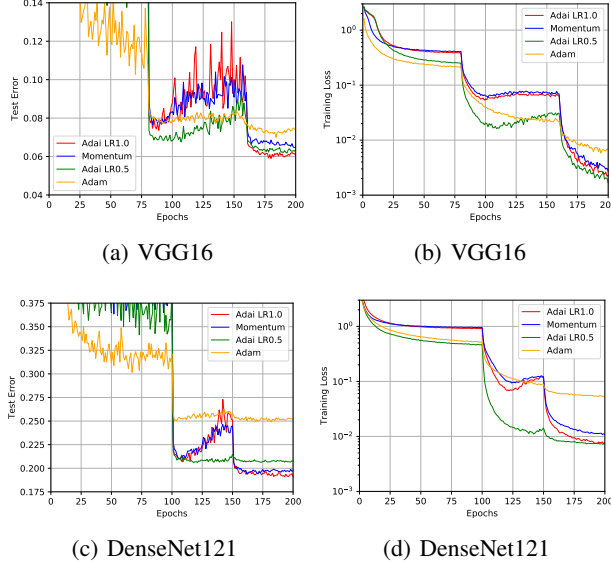 0.14
0.12
0.10
0.08
0.06
0.04
Test Error
Adai LR1.0
Momentum
Adai LR0.5
Adam
0 25 50 75 100 125 150 175 200
Epochs
(a) VGG16
10^0
10^{-1}
10^{-2}
10^{-3}
Training Loss
Adai LR1.0
Momentum
Adai LR0.5
Adam
0 25 50 75 100 125 150 175 200
Epochs
(b) VGG16
0.375
0.350
0.325
0.300
0.275
0.250
0.225
0.200
0.175
Test Error
Adai LR1.0
Momentum
Adai LR0.5
Adam
0 25 50 75 100 125 150 175 200
Epochs
(c) DenseNet121
10^0
10^{-1}
10^{-2}
10^{-3}
Training Loss
Adai LR1.0
Momentum
Adai LR0.5
Adam
0 25 50 75 100 125 150 175 200
Epochs
(d) DenseNet121